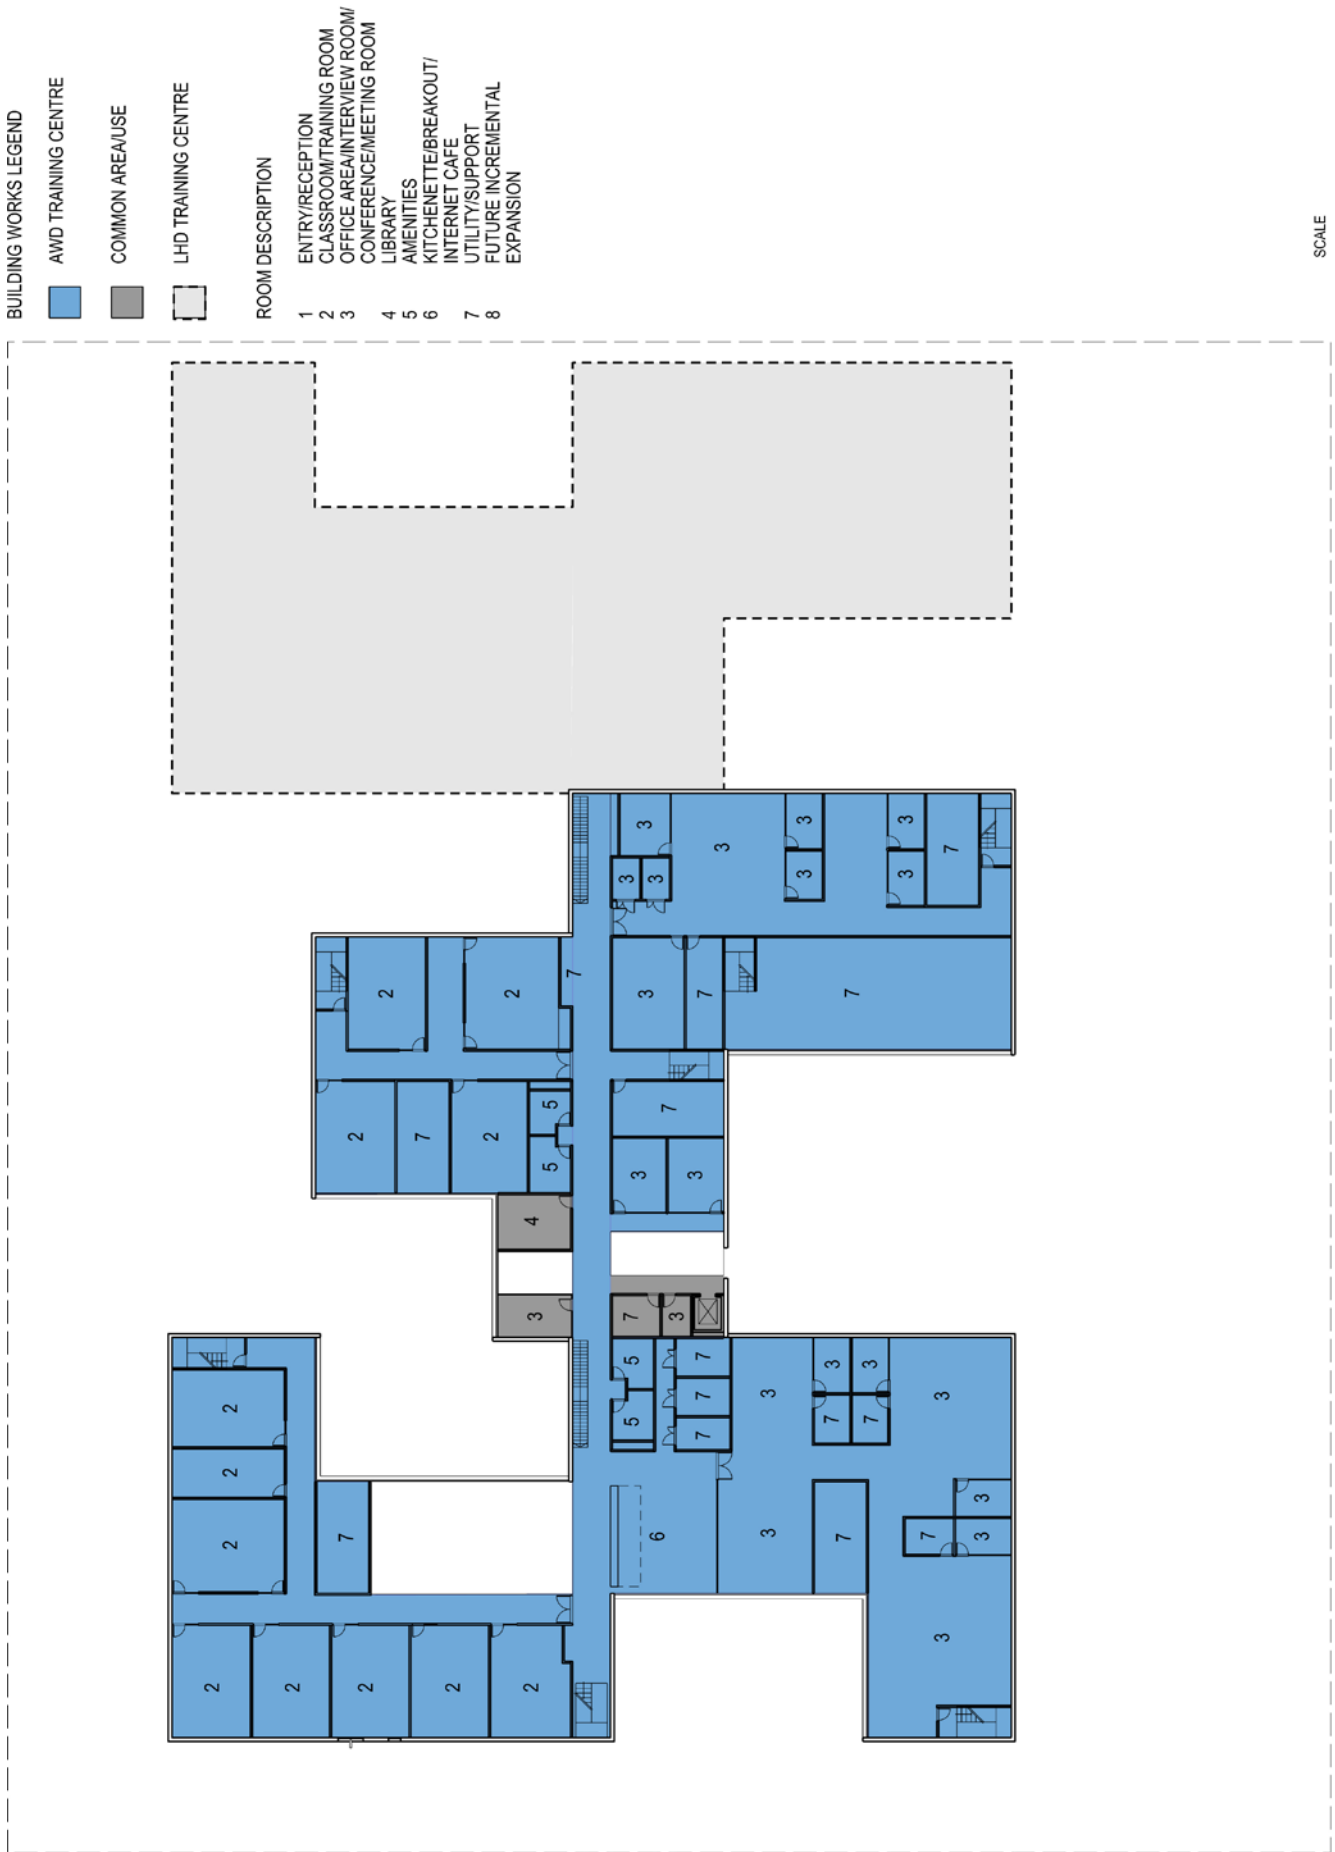 BUILDING WORKS LEGEND
AWD TRAINING CENTRE
COMMON AREA/USE
LHD TRAINING CENTRE
ROOM DESCRIPTION
1 ENTRY/RECEPTION
2 CLASSROOM/TRAINING ROOM
3 OFFICE AREA/INTERVIEW ROOM/
CONFERENCE/MEETING ROOM
4 LIBRARY
5 AMENITIES
6 KITCHENETTE/BREAKOUT/
INTERNET CAFE
7 UTILITY/SUPPORT
8 FUTURE INCREMENTAL
EXPANSION
2
2 2 2
2
7
2
2
2
7
2
2
2
2 3 4
5 5
7
3
5 5
3
3 3
7
6 3
7
3
3
7 7 7 7
3
3 3
3 3
7 3
7
7
7 3
3 3
7
3 3
7
3 3
SCALE